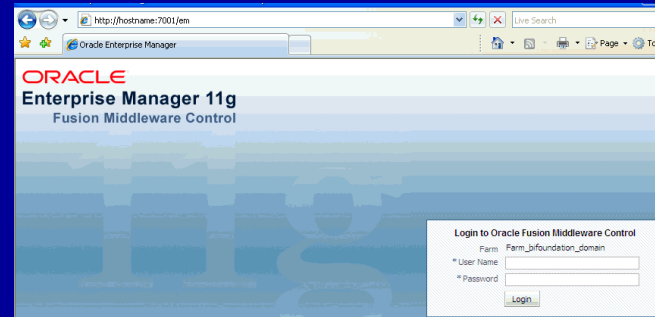 http://hostname:7001/em
Live Search
Oracle Enterprise Manager
Page
ORACLE
Enterprise Manager 11g
Fusion Middleware Control
11g
Login to Oracle Fusion Middleware Control
Farm Farm_bifoundation_domain
* User Name
* Password
Login